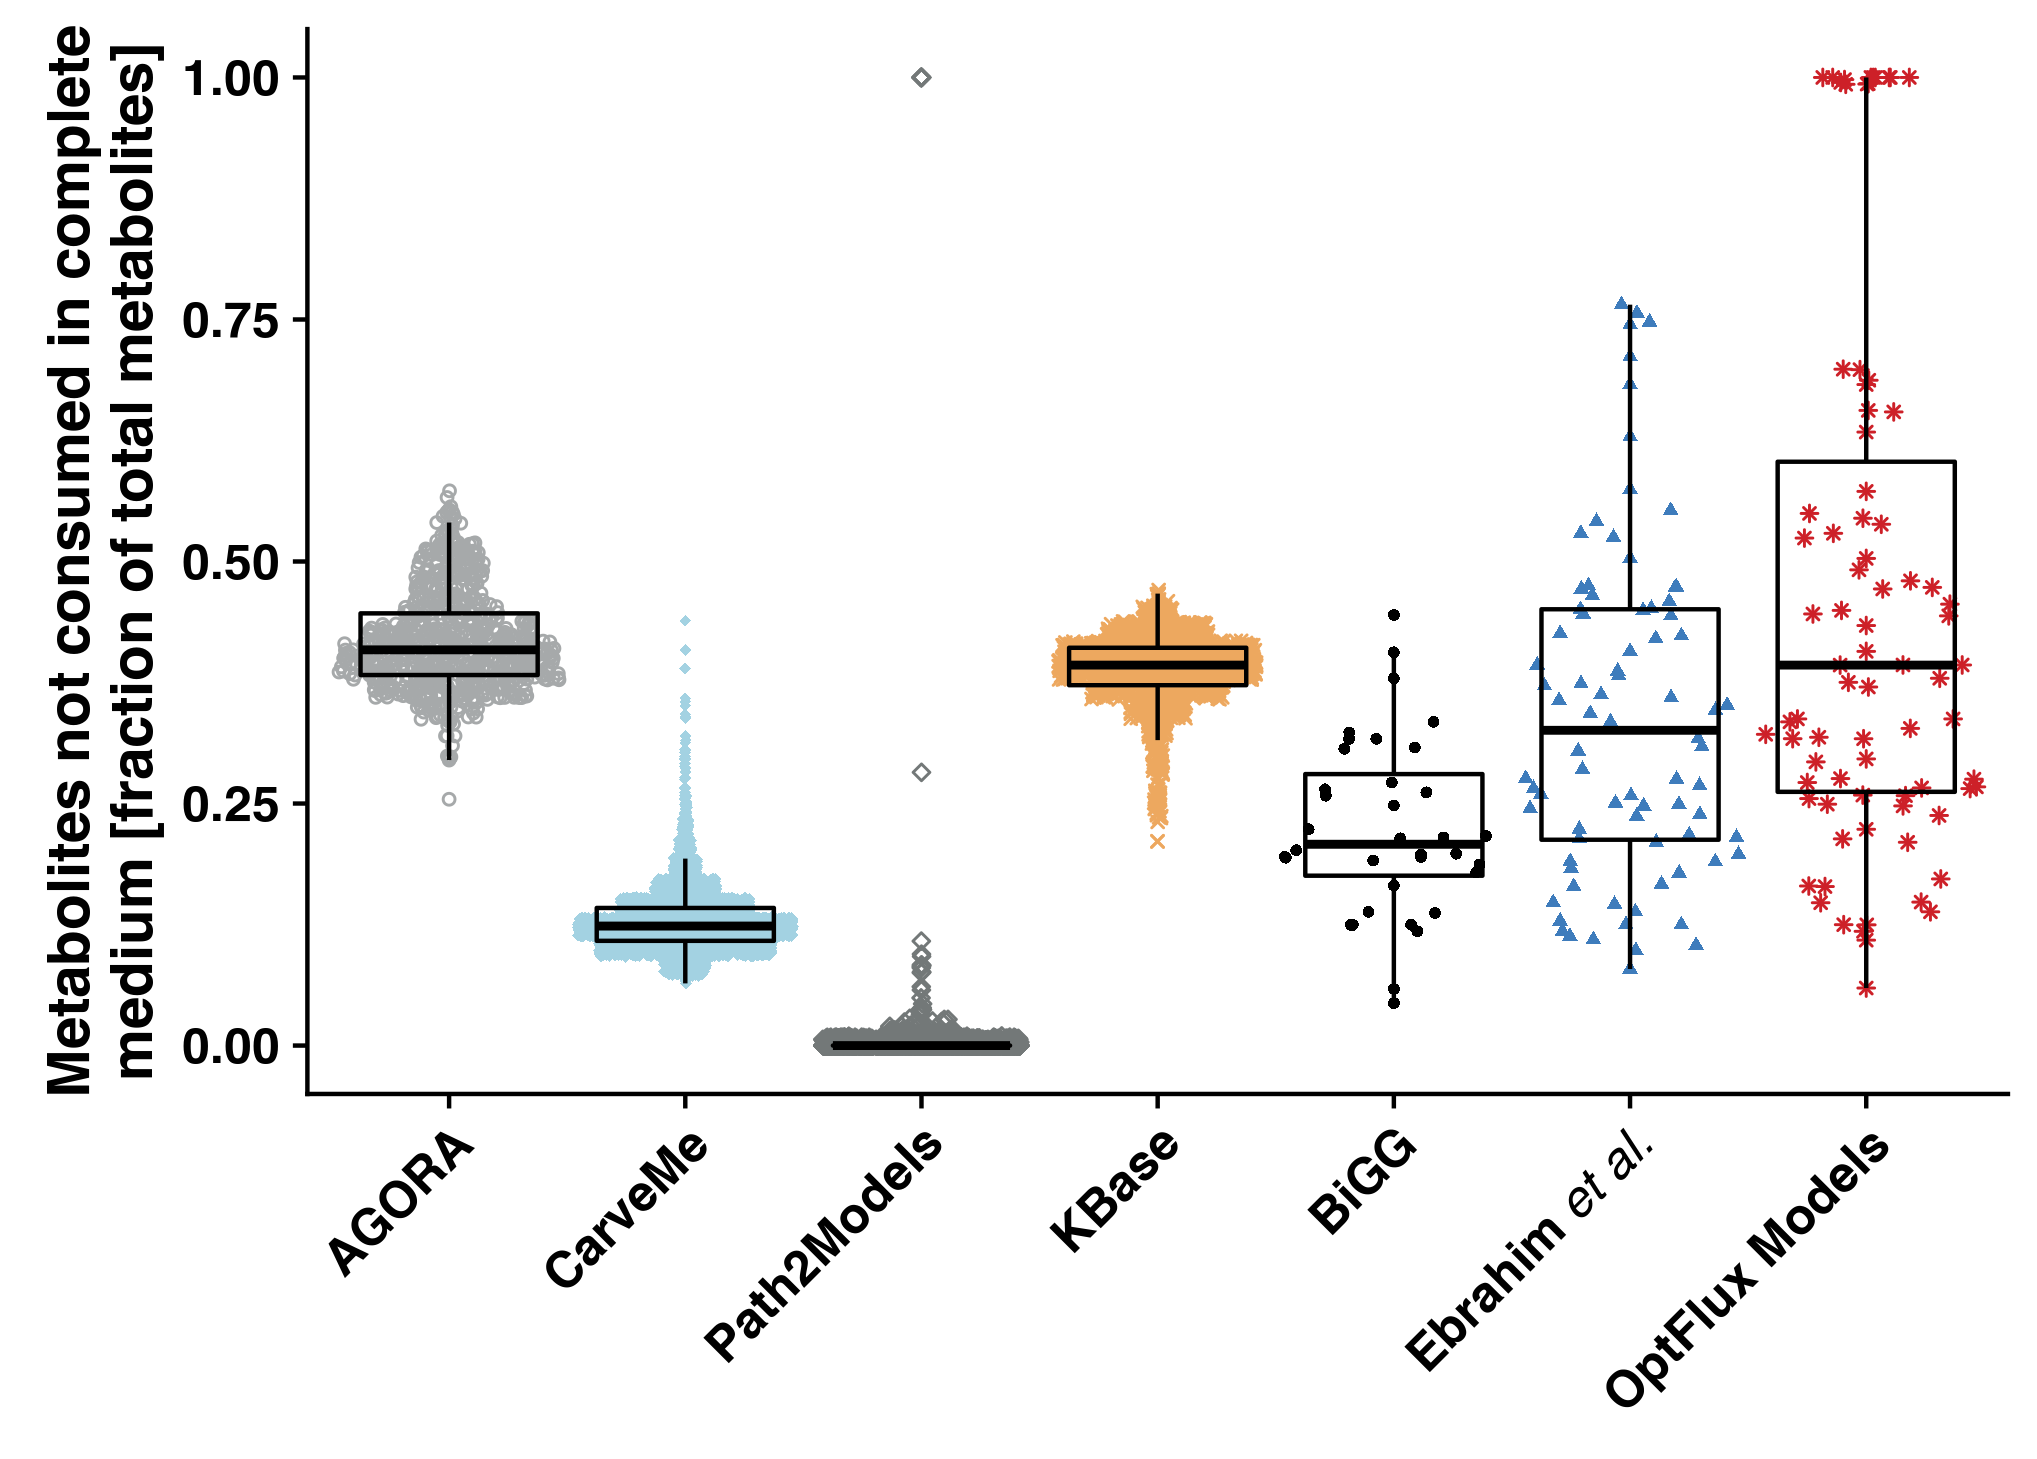 Metabolites not consumed in complete
medium [fraction of total metabolites]
1.00
0.75
0.50
0.25
0.00
AGORA
CarveMe
Path2Models
KBase
BiGG
Ebrahim et al.
OptFlux Models